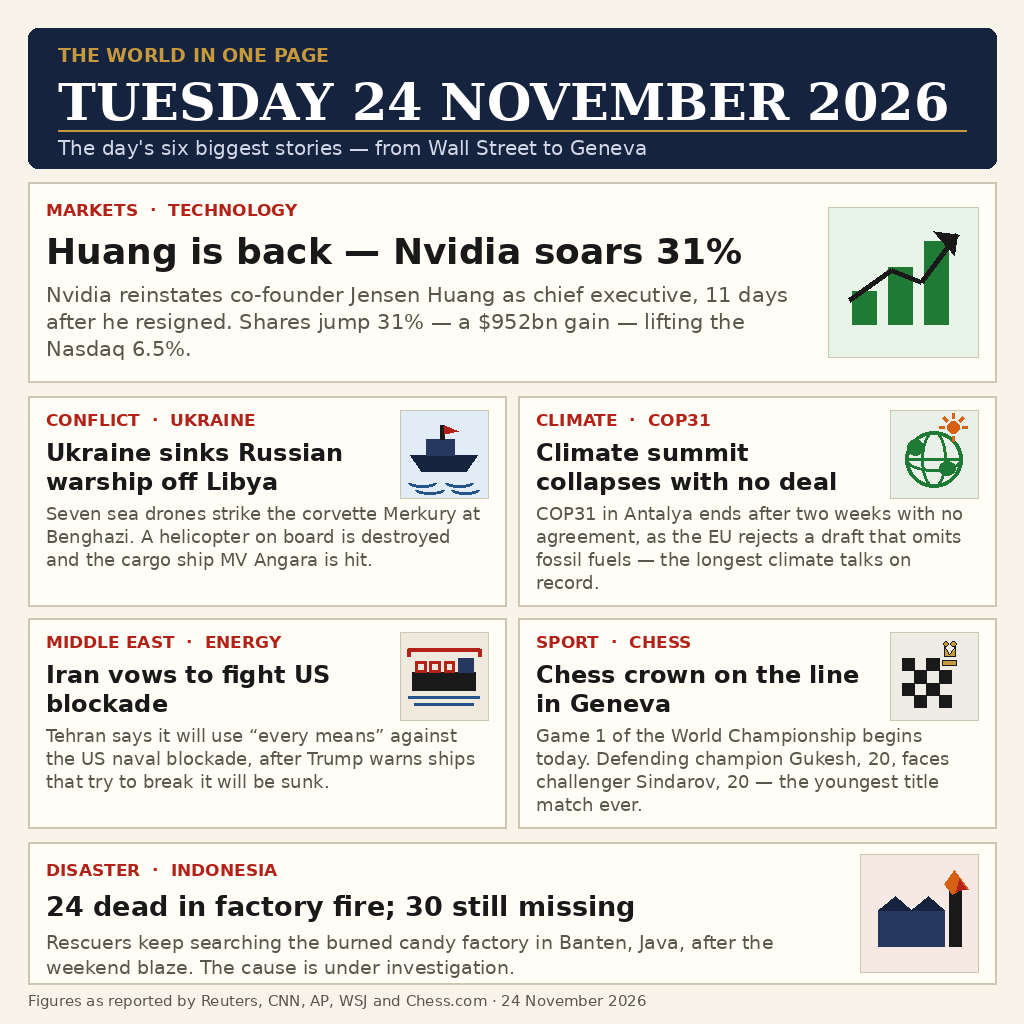 THE WORLD IN ONE PAGE
TUESDAY 24 NOVEMBER 2026
The day's six biggest stories — from Wall Street to Geneva
MARKETS · TECHNOLOGY
Huang is back — Nvidia soars 31%
Nvidia reinstates co-founder Jensen Huang as chief executive, 11 days
after he resigned. Shares jump 31% — a $952bn gain — lifting the
Nasdaq 6.5%.
CONFLICT · UKRAINE
Ukraine sinks Russian
warship off Libya
Seven sea drones strike the corvette Merkury at
Benghazi. A helicopter on board is destroyed
and the cargo ship MV Angara is hit.
CLIMATE · COP31
Climate summit
collapses with no deal
COP31 in Antalya ends after two weeks with no
agreement, as the EU rejects a draft that omits
fossil fuels — the longest climate talks on
record.
MIDDLE EAST · ENERGY
Iran vows to fight US
blockade
Tehran says it will use “every means” against
the US naval blockade, after Trump warns ships
that try to break it will be sunk.
SPORT · CHESS
Chess crown on the line
in Geneva
Game 1 of the World Championship begins
today. Defending champion Gukesh, 20, faces
challenger Sindarov, 20 — the youngest title
match ever.
DISASTER · INDONESIA
24 dead in factory fire; 30 still missing
Rescuers keep searching the burned candy factory in Banten, Java, after the
weekend blaze. The cause is under investigation.
Figures as reported by Reuters, CNN, AP, WSJ and Chess.com · 24 November 2026